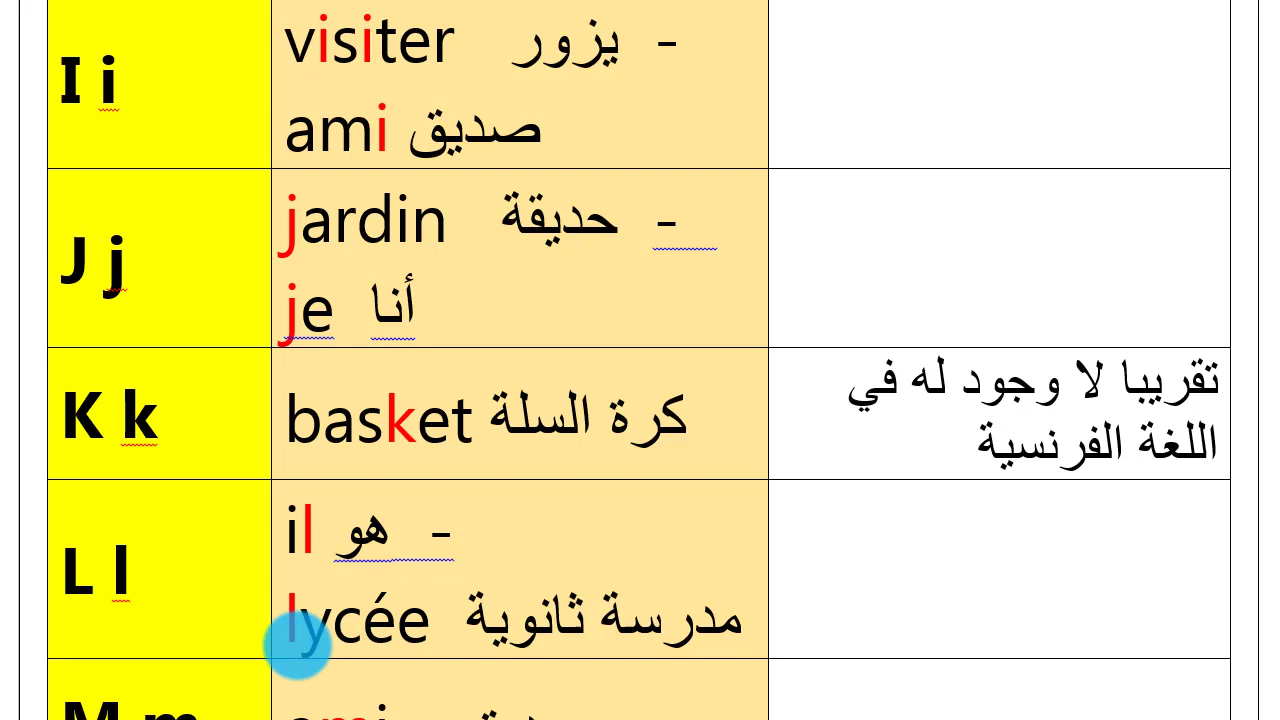 I i
visiter يزور -
ami صديق
J j
jardin حديقة -
je أنا
K k
basket كرة السلة
تقريبا لا وجود له في
اللغة الفرنسية
L l
il هو -
lycée مدرسة ثانوية
M m
ami